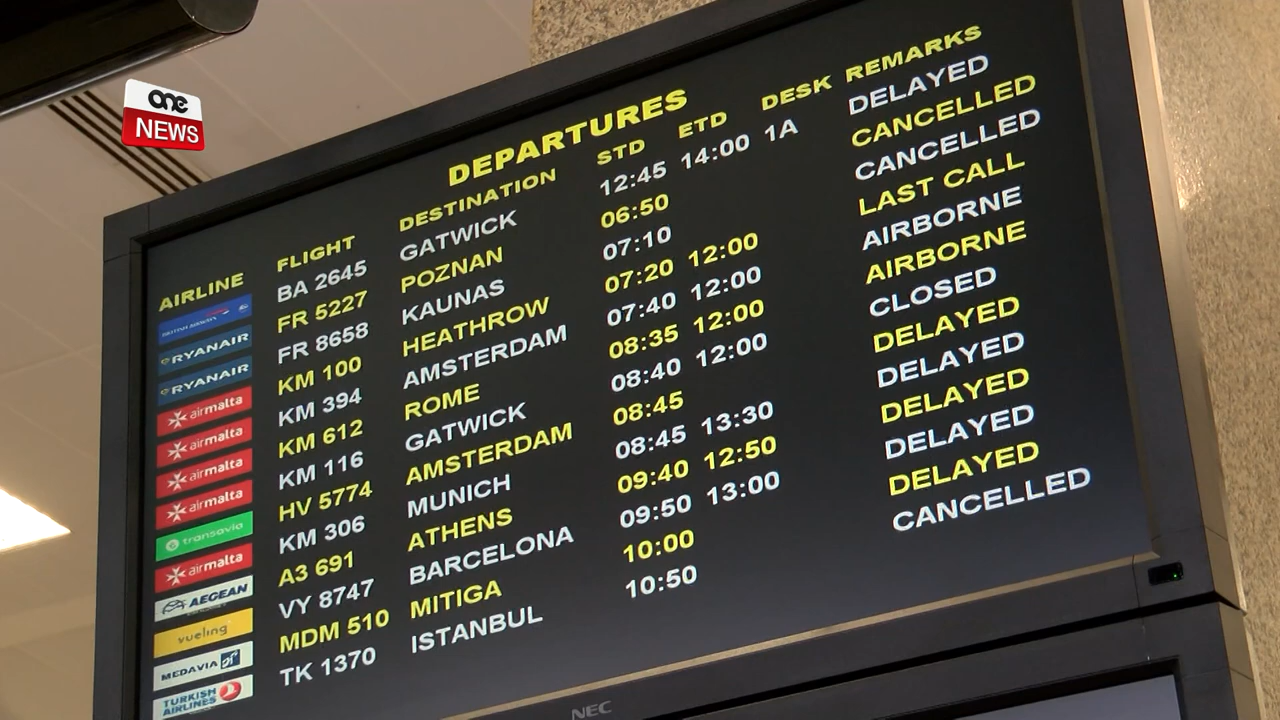 one
NEWS
DEPARTURES
AIRLINE FLIGHT DESTINATION STD ETD DESK REMARKS
BRITISH AIRWAYS BA 2645 GATWICK 12:45 14:00 1A DELAYED
RYANAIR FR 5227 POZNAN 06:50 CANCELLED
RYANAIR FR 8658 KAUNAS 07:10 CANCELLED
airmalta KM 100 HEATHROW 07:20 12:00 LAST CALL
airmalta KM 394 AMSTERDAM 07:40 12:00 AIRBORNE
airmalta KM 612 ROME 08:35 12:00 AIRBORNE
airmalta KM 116 GATWICK 08:40 12:00 CLOSED
transavia HV 5774 AMSTERDAM 08:45 DELAYED
airmalta KM 306 MUNICH 08:45 13:30 DELAYED
AEGEAN A3 691 ATHENS 09:40 12:50 DELAYED
vueling VY 8747 BARCELONA 09:50 13:00 DELAYED
MEDAVIA MDM 510 MITIGA 10:00 DELAYED
TURKISH AIRLINES TK 1370 ISTANBUL 10:50 CANCELLED
NEC